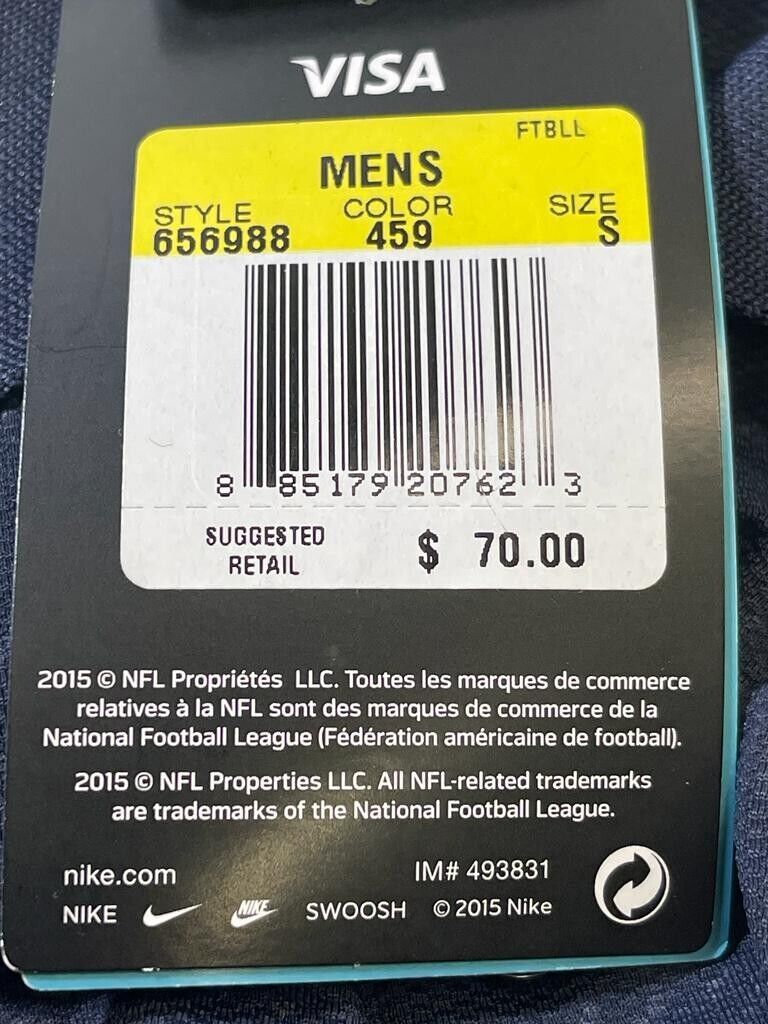 VISA
FTBLL
MENS
STYLE COLOR SIZE
656988 459 S
8 85179 20762 3
SUGGESTED
RETAIL
$ 70.00
2015 © NFL Propriétés LLC. Toutes les marques de commerce
relatives à la NFL sont des marques de commerce de la
National Football League (Fédération américaine de football).
2015 © NFL Properties LLC. All NFL-related trademarks
are trademarks of the National Football League.
nike.com IM# 493831
NIKE NIKE SWOOSH © 2015 Nike